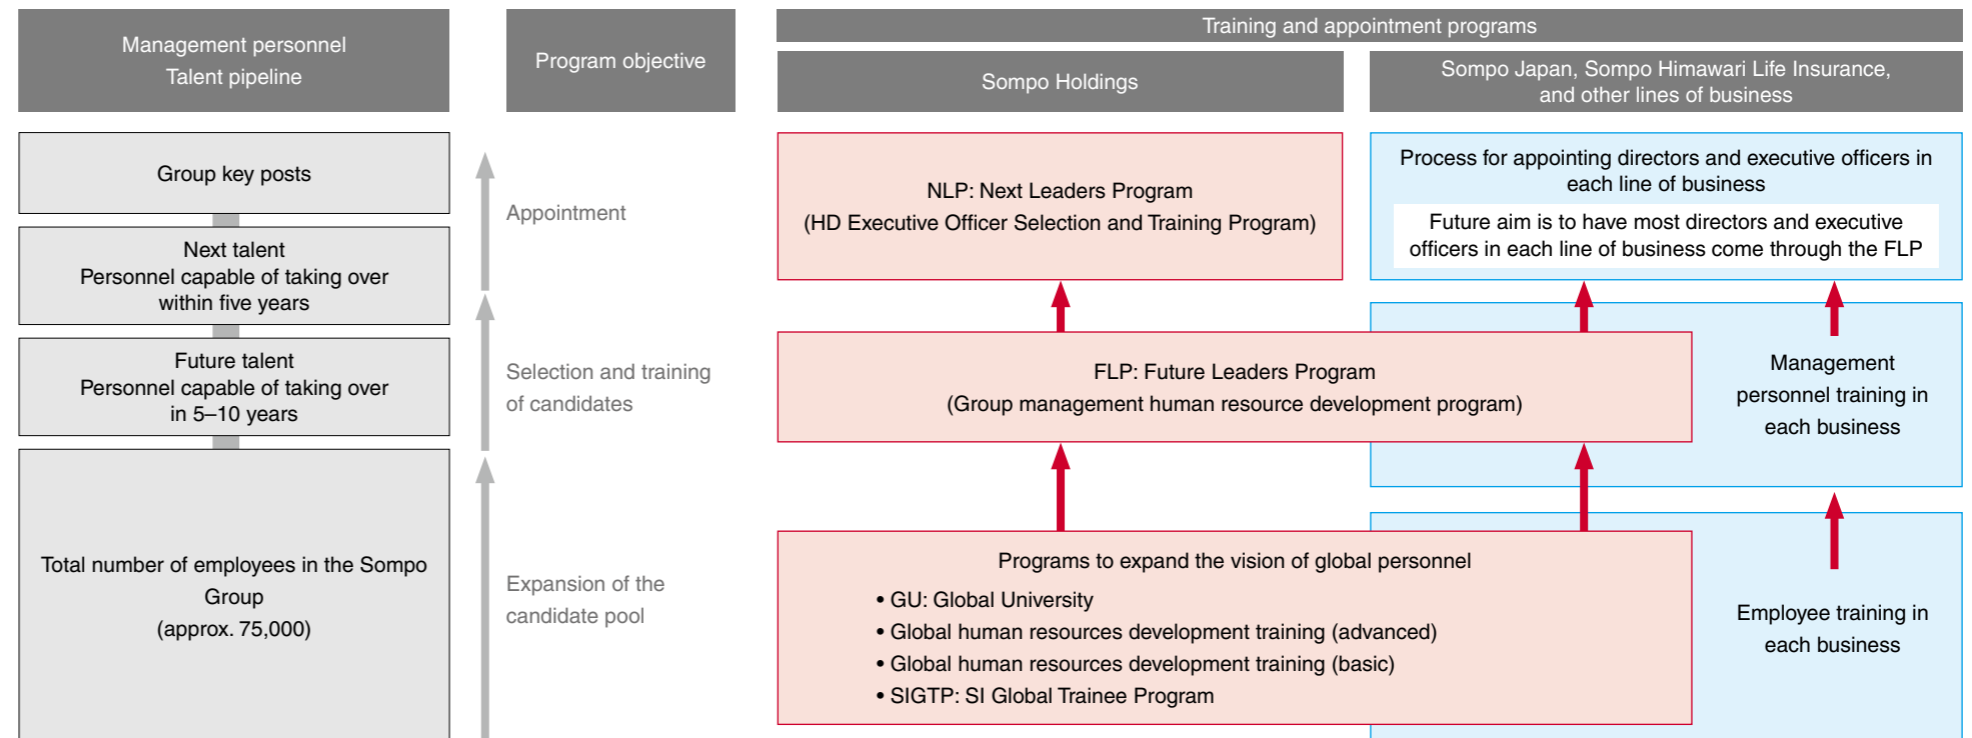 Management personnel
Talent pipeline
Program objective
Training and appointment programs
Sompo Holdings
Sompo Japan, Sompo Himawari Life Insurance,
and other lines of business
Group key posts
Next talent
Personnel capable of taking over
within five years
Future talent
Personnel capable of taking over
in 5–10 years
Total number of employees in the Sompo
Group
(approx. 75,000)
Appointment
Selection and training
of candidates
Expansion of the
candidate pool
NLP: Next Leaders Program
(HD Executive Officer Selection and Training Program)
Process for appointing directors and executive officers in
each line of business
Future aim is to have most directors and executive
officers in each line of business come through the FLP
FLP: Future Leaders Program
(Group management human resource development program)
Management
personnel training in
each business
Programs to expand the vision of global personnel
• GU: Global University
• Global human resources development training (advanced)
• Global human resources development training (basic)
• SIGTP: SI Global Trainee Program
Employee training in
each business